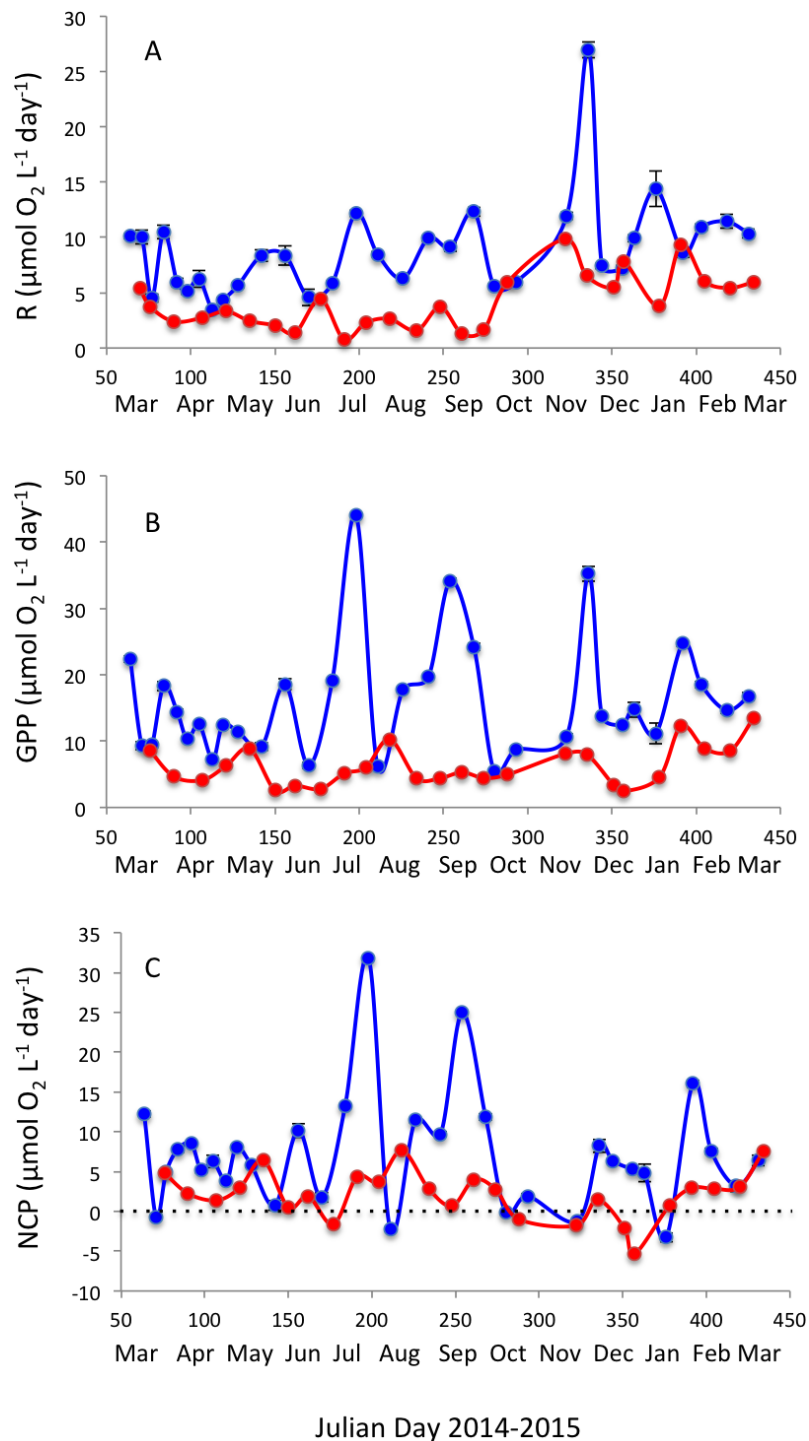 A
R (μmol O2 L-1 day-1)
30
25
20
15
10
5
0
50 100 150 200 250 300 350 400 450
Mar Apr May Jun Jul Aug Sep Oct Nov Dec Jan Feb Mar
B
GPP (μmol O2 L-1 day-1)
50
40
30
20
10
0
50 100 150 200 250 300 350 400 450
Mar Apr May Jun Jul Aug Sep Oct Nov Dec Jan Feb Mar
C
NCP (μmol O2 L-1 day-1)
35
30
25
20
15
10
5
0
-5
-10
50 100 150 200 250 300 350 400 450
Mar Apr May Jun Jul Aug Sep Oct Nov Dec Jan Feb Mar
Julian Day 2014-2015